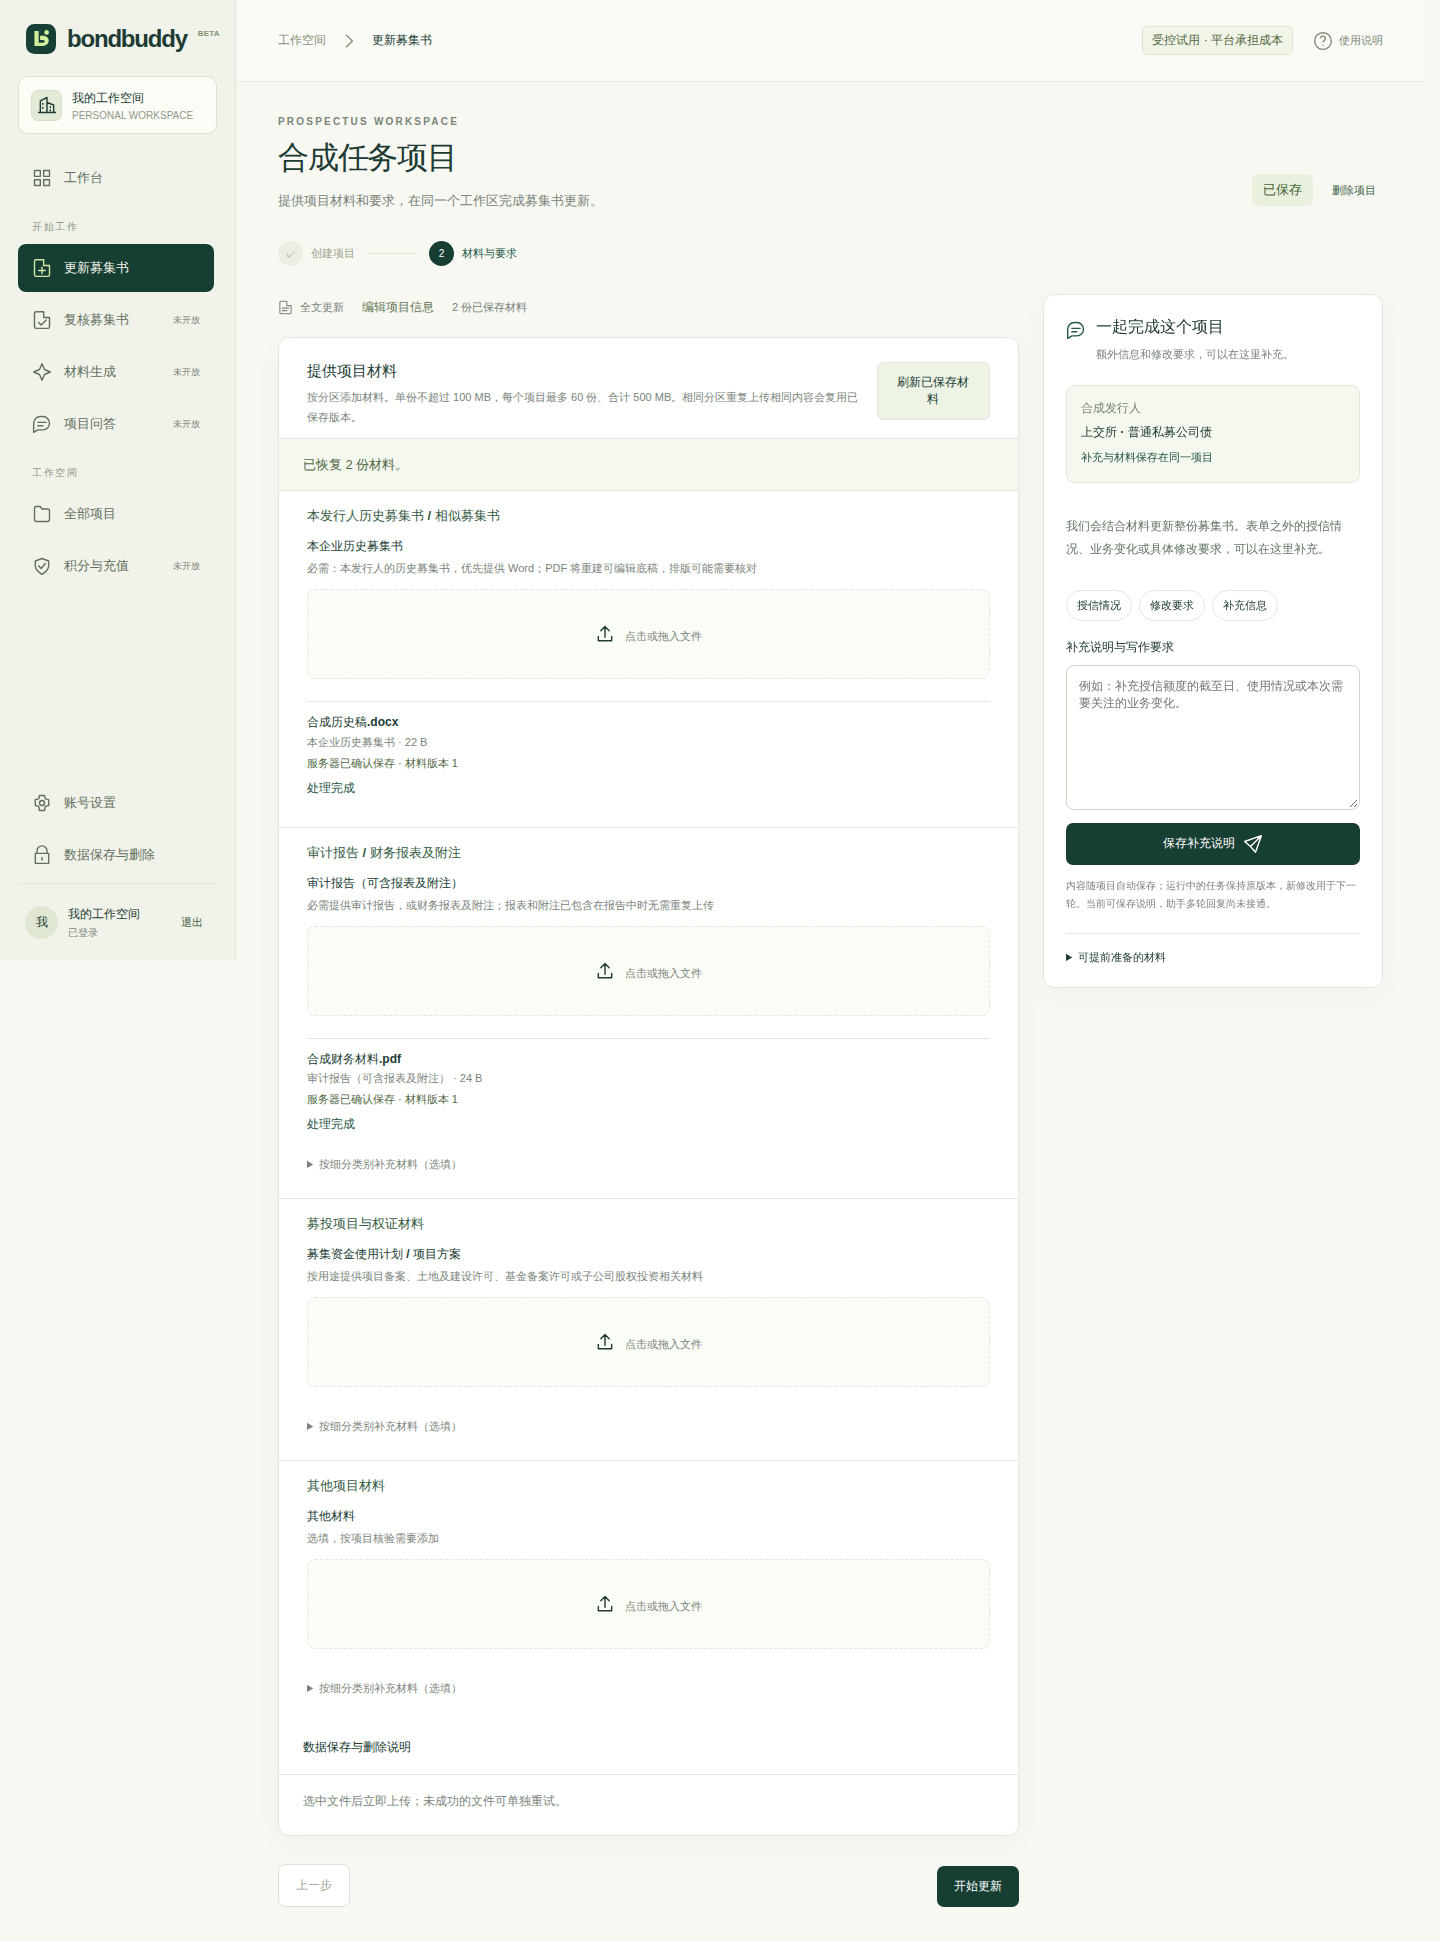 bondbuddy BETA
我的工作空间
PERSONAL WORKSPACE
工作台
开始工作
更新募集书
复核募集书 未开放
材料生成 未开放
项目问答 未开放
工作空间
全部项目
积分与充值 未开放
账号设置
数据保存与删除
我 我的工作空间
已登录
退出
工作空间 更新募集书
受控试用 · 平台承担成本 使用说明
PROSPECTUS WORKSPACE
合成任务项目
提供项目材料和要求，在同一个工作区完成募集书更新。
已保存 删除项目
创建项目 2 材料与要求
全文更新 编辑项目信息 2 份已保存材料
提供项目材料
按分区添加材料。单份不超过 100 MB，每个项目最多 60 份、合计 500 MB。相同分区重复上传相同内容会复用已
保存版本。
刷新已保存材
料
已恢复 2 份材料。
本发行人历史募集书 / 相似募集书
本企业历史募集书
必需：本发行人的历史募集书，优先提供 Word；PDF 将重建可编辑底稿，排版可能需要核对
点击或拖入文件
合成历史稿.docx
本企业历史募集书 · 22 B
服务器已确认保存 · 材料版本 1
处理完成
审计报告 / 财务报表及附注
审计报告（可含报表及附注）
必需提供审计报告，或财务报表及附注；报表和附注已包含在报告中时无需重复上传
点击或拖入文件
合成财务材料.pdf
审计报告（可含报表及附注） · 24 B
服务器已确认保存 · 材料版本 1
处理完成
按细分类别补充材料（选填）
募投项目与权证材料
募集资金使用计划 / 项目方案
按用途提供项目备案、土地及建设许可、基金备案许可或子公司股权投资相关材料
点击或拖入文件
按细分类别补充材料（选填）
其他项目材料
其他材料
选填，按项目核验需要添加
点击或拖入文件
按细分类别补充材料（选填）
数据保存与删除说明
选中文件后立即上传；未成功的文件可单独重试。
上一步
开始更新
一起完成这个项目
额外信息和修改要求，可以在这里补充。
合成发行人
上交所 · 普通私募公司债
补充与材料保存在同一项目
我们会结合材料更新整份募集书。表单之外的授信情
况、业务变化或具体修改要求，可以在这里补充。
授信情况 修改要求 补充信息
补充说明与写作要求
例如：补充授信额度的截至日、使用情况或本次需
要关注的业务变化。
保存补充说明
内容随项目自动保存；运行中的任务保持原版本，新修改用于下一
轮。当前可保存说明，助手多轮回复尚未接通。
可提前准备的材料